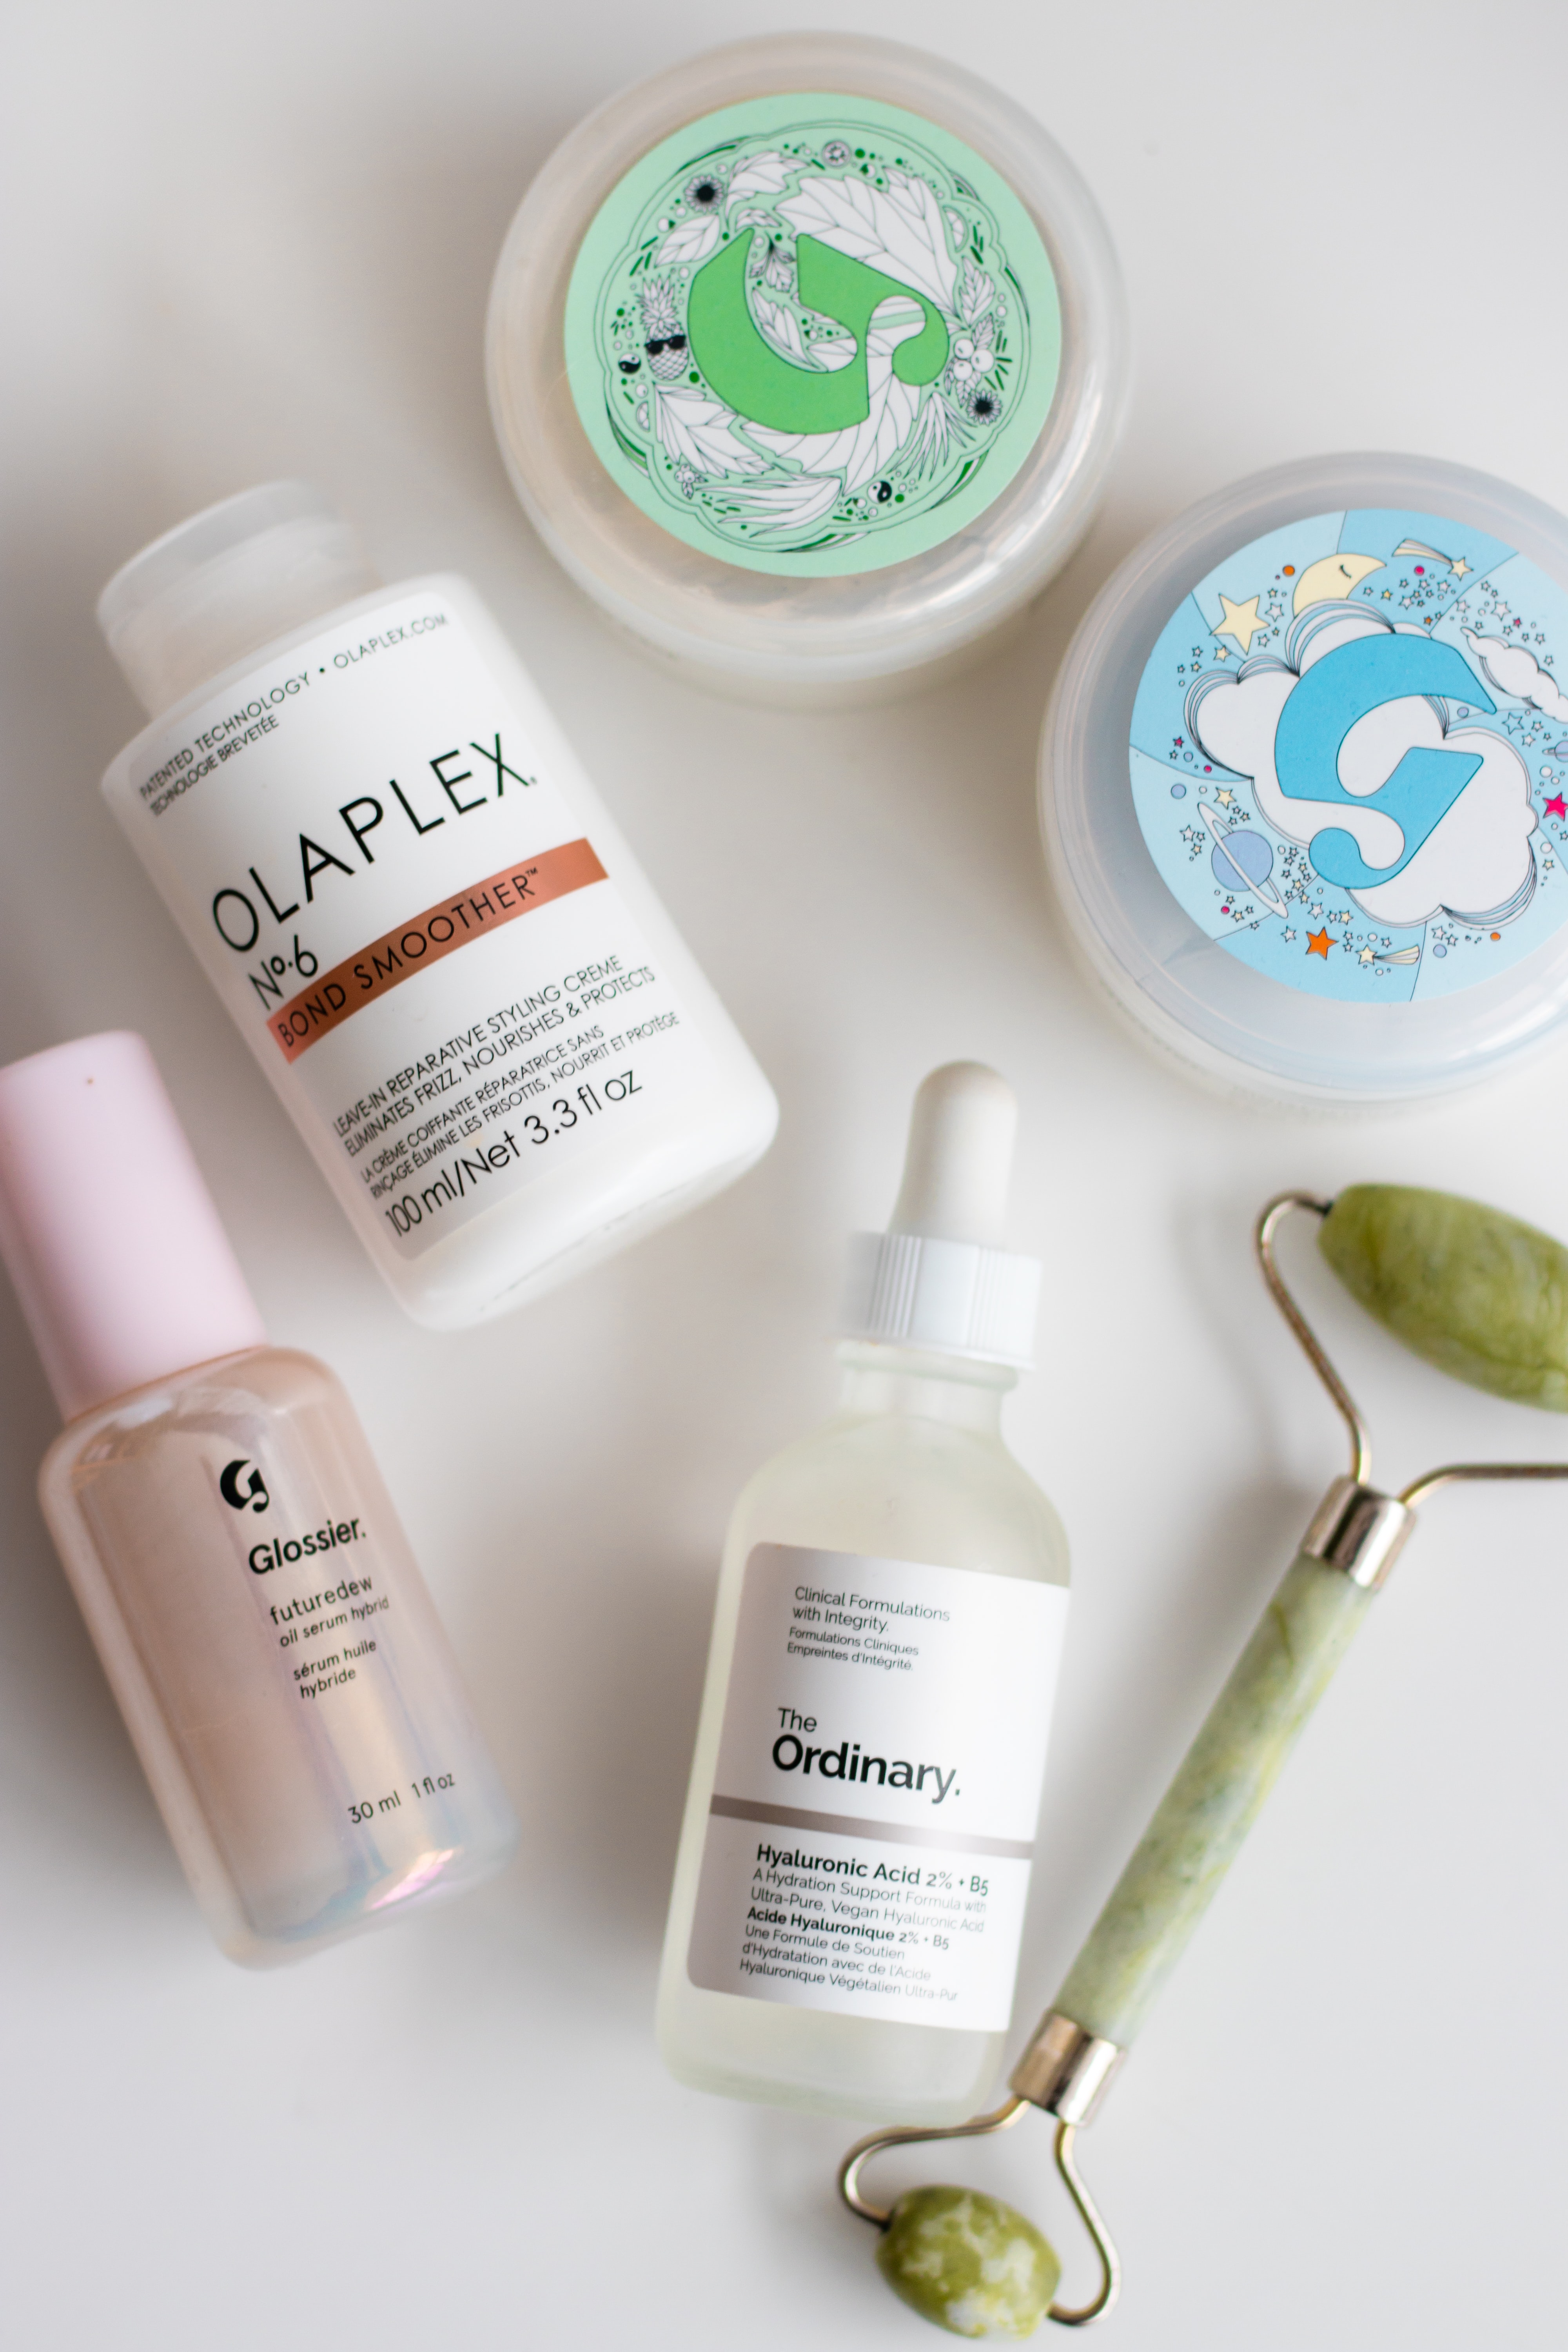 G
G
PATENTED TECHNOLOGY • OLAPLEX.COM
TECHNOLOGIE BREVETÉE
OLAPLEX®
Nº.6
BOND SMOOTHER™
LEAVE-IN REPARATIVE STYLING CREME
ELIMINATES FRIZZ, NOURISHES & PROTECTS
LA CRÈME COIFFANTE RÉPARATRICE SANS
RINÇAGE ÉLIMINE LES FRISOTTIS, NOURRIT ET PROTÈGE
100 ml/Net 3.3 fl oz
G
Glossier.
futuredew
oil serum hybrid
sérum huile
hybride
30 ml 1 fl oz
Clinical Formulations
with Integrity.
Formulations Cliniques
Empreintes d'Intégrité.
The
Ordinary.
Hyaluronic Acid 2% + B5
A Hydration Support Formula with
Ultra-Pure, Vegan Hyaluronic Acid
Acide Hyaluronique 2% + B5
Une Formule de Soutien
d'Hydratation avec de l'Acide
Hyaluronique Végétalien Ultra-Pur